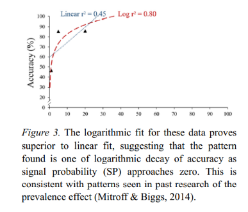 Linear r² = 0.45 Log r² = 0.80
Accuracy (%)
100
90
80
70
60
50
40
30
20
10
0
0 10 20 30 40 50 60 70 80 90 100
Figure 3. The logarithmic fit for these data proves
superior to linear fit, suggesting that the pattern
found is one of logarithmic decay of accuracy as
signal probability (SP) approaches zero. This is
consistent with patterns seen in past research of the
prevalence effect (Mitroff & Biggs, 2014).